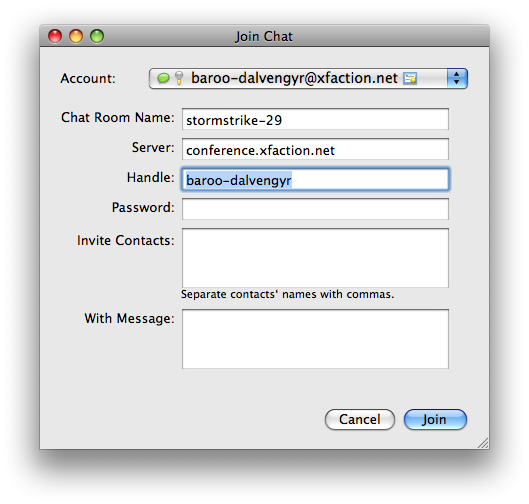 Join Chat
Account: baroo-dalvengyr@xfaction.net
Chat Room Name: stormstrike-29
Server: conference.xfaction.net
Handle: baroo-dalvengyr
Password:
Invite Contacts:
Separate contacts' names with commas.
With Message:
Cancel Join